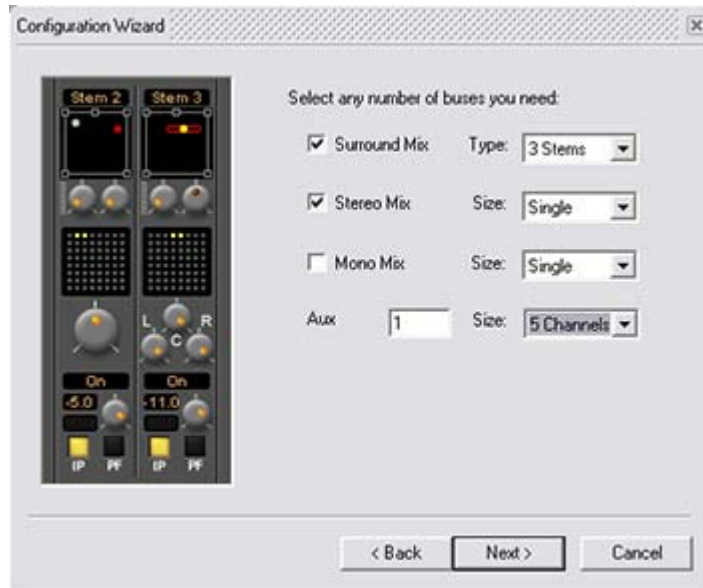 Configuration Wizard
Stem 2 Stem 3
Select any number of buses you need:
Surround Mix Type: 3 Stems
Stereo Mix Size: Single
Mono Mix Size: Single
Aux 1 Size: 5 Channels
L R
C
On On
-5.0 -11.0
IP PF IP PF
< Back Next > Cancel